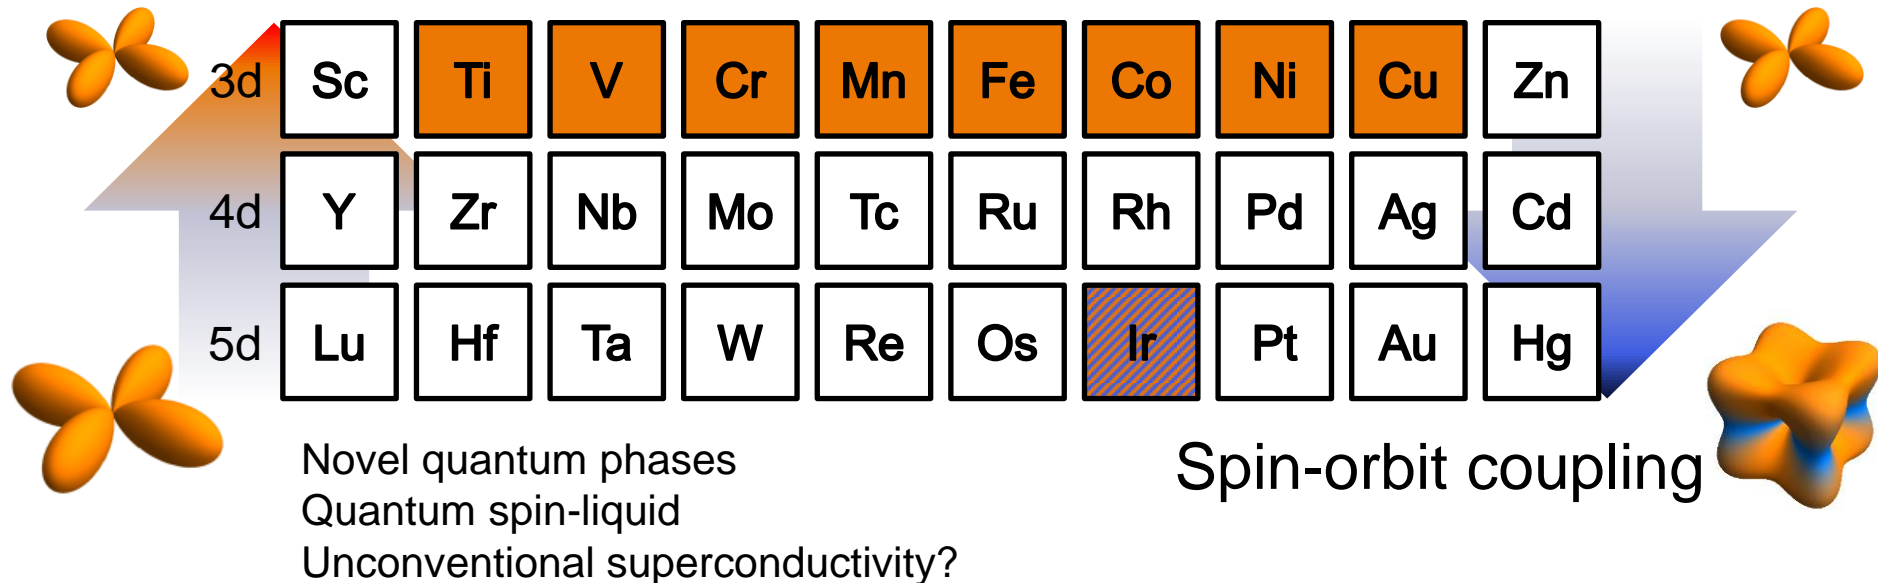 3d Sc Ti V Cr Mn Fe Co Ni Cu Zn
4d Y Zr Nb Mo Tc Ru Rh Pd Ag Cd
5d Lu Hf Ta W Re Os Ir Pt Au Hg
Novel quantum phases
Quantum spin-liquid
Unconventional superconductivity?
Spin-orbit coupling